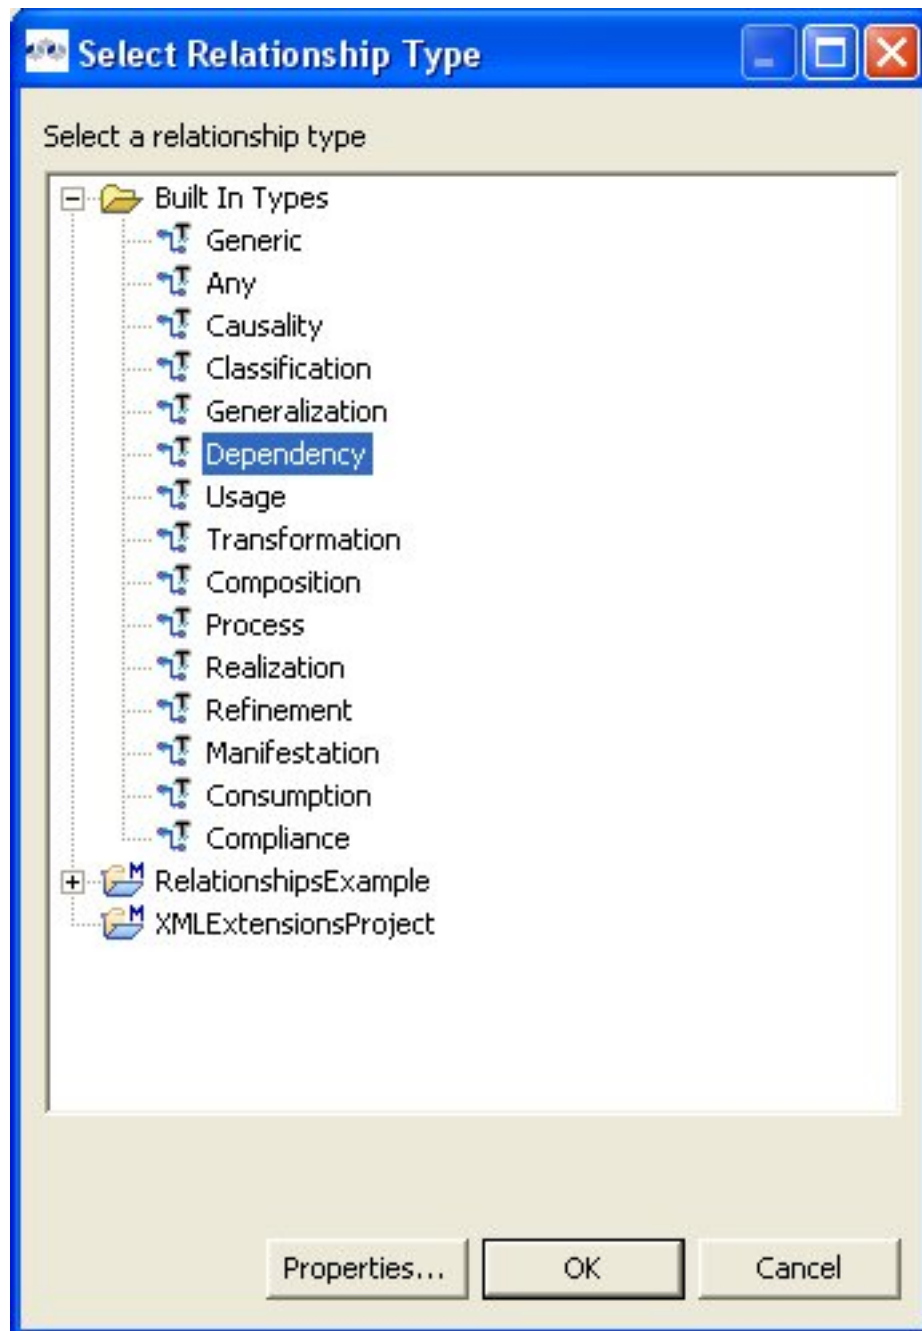 Select Relationship Type
Select a relationship type
Built In Types
Generic
Any
Causality
Classification
Generalization
Dependency
Usage
Transformation
Composition
Process
Realization
Refinement
Manifestation
Consumption
Compliance
RelationshipsExample
XMLExtensionsProject
Properties... OK Cancel